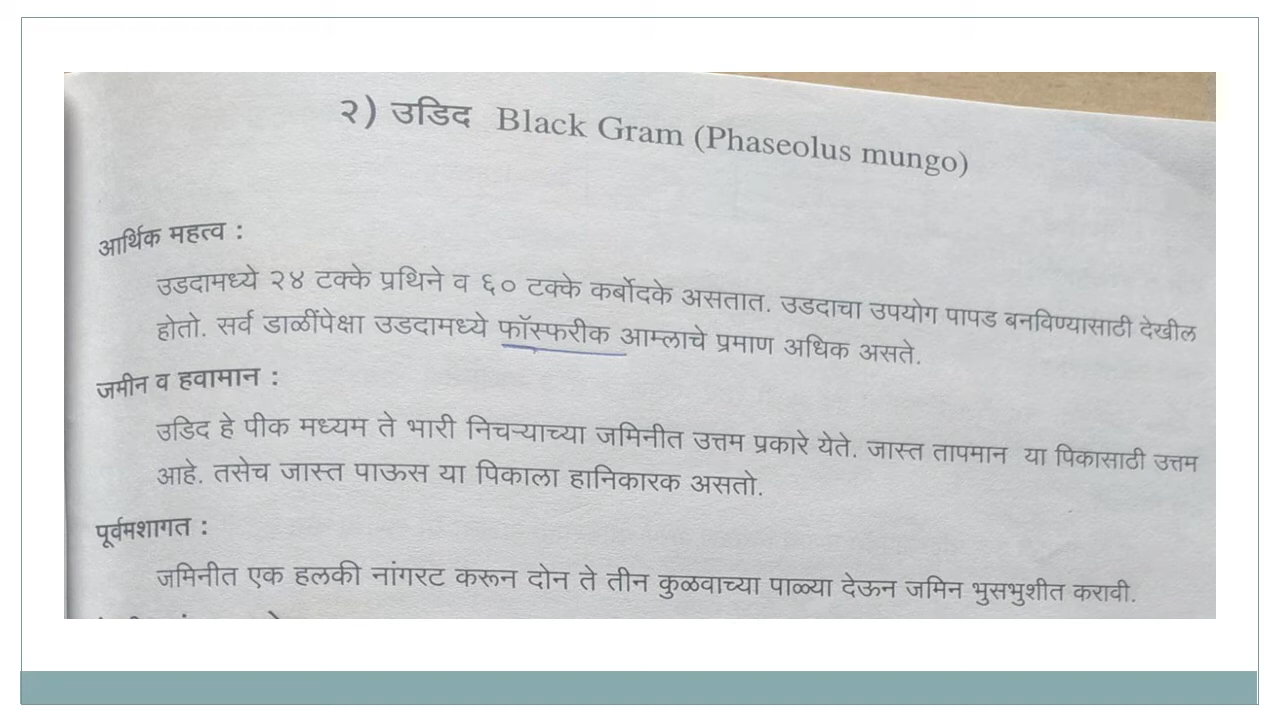 २) उडिद Black Gram (Phaseolus mungo)
आर्थिक महत्व :
उडदामध्ये २४ टक्के प्रथिने व ६० टक्के कर्बोदके असतात. उडदाचा उपयोग पापड बनविण्यासाठी देखील
होतो. सर्व डाळींपेक्षा उडदामध्ये फॉस्फरीक आम्लाचे प्रमाण अधिक असते.
जमीन व हवामान :
उडिद हे पीक मध्यम ते भारी निचऱ्याच्या जमिनीत उत्तम प्रकारे येते. जास्त तापमान या पिकासाठी उत्तम
आहे. तसेच जास्त पाऊस या पिकाला हानिकारक असतो.
पूर्वमशागत :
जमिनीत एक हलकी नांगरट करून दोन ते तीन कुळवाच्या पाळ्या देऊन जमिन भुसभुशीत करावी.